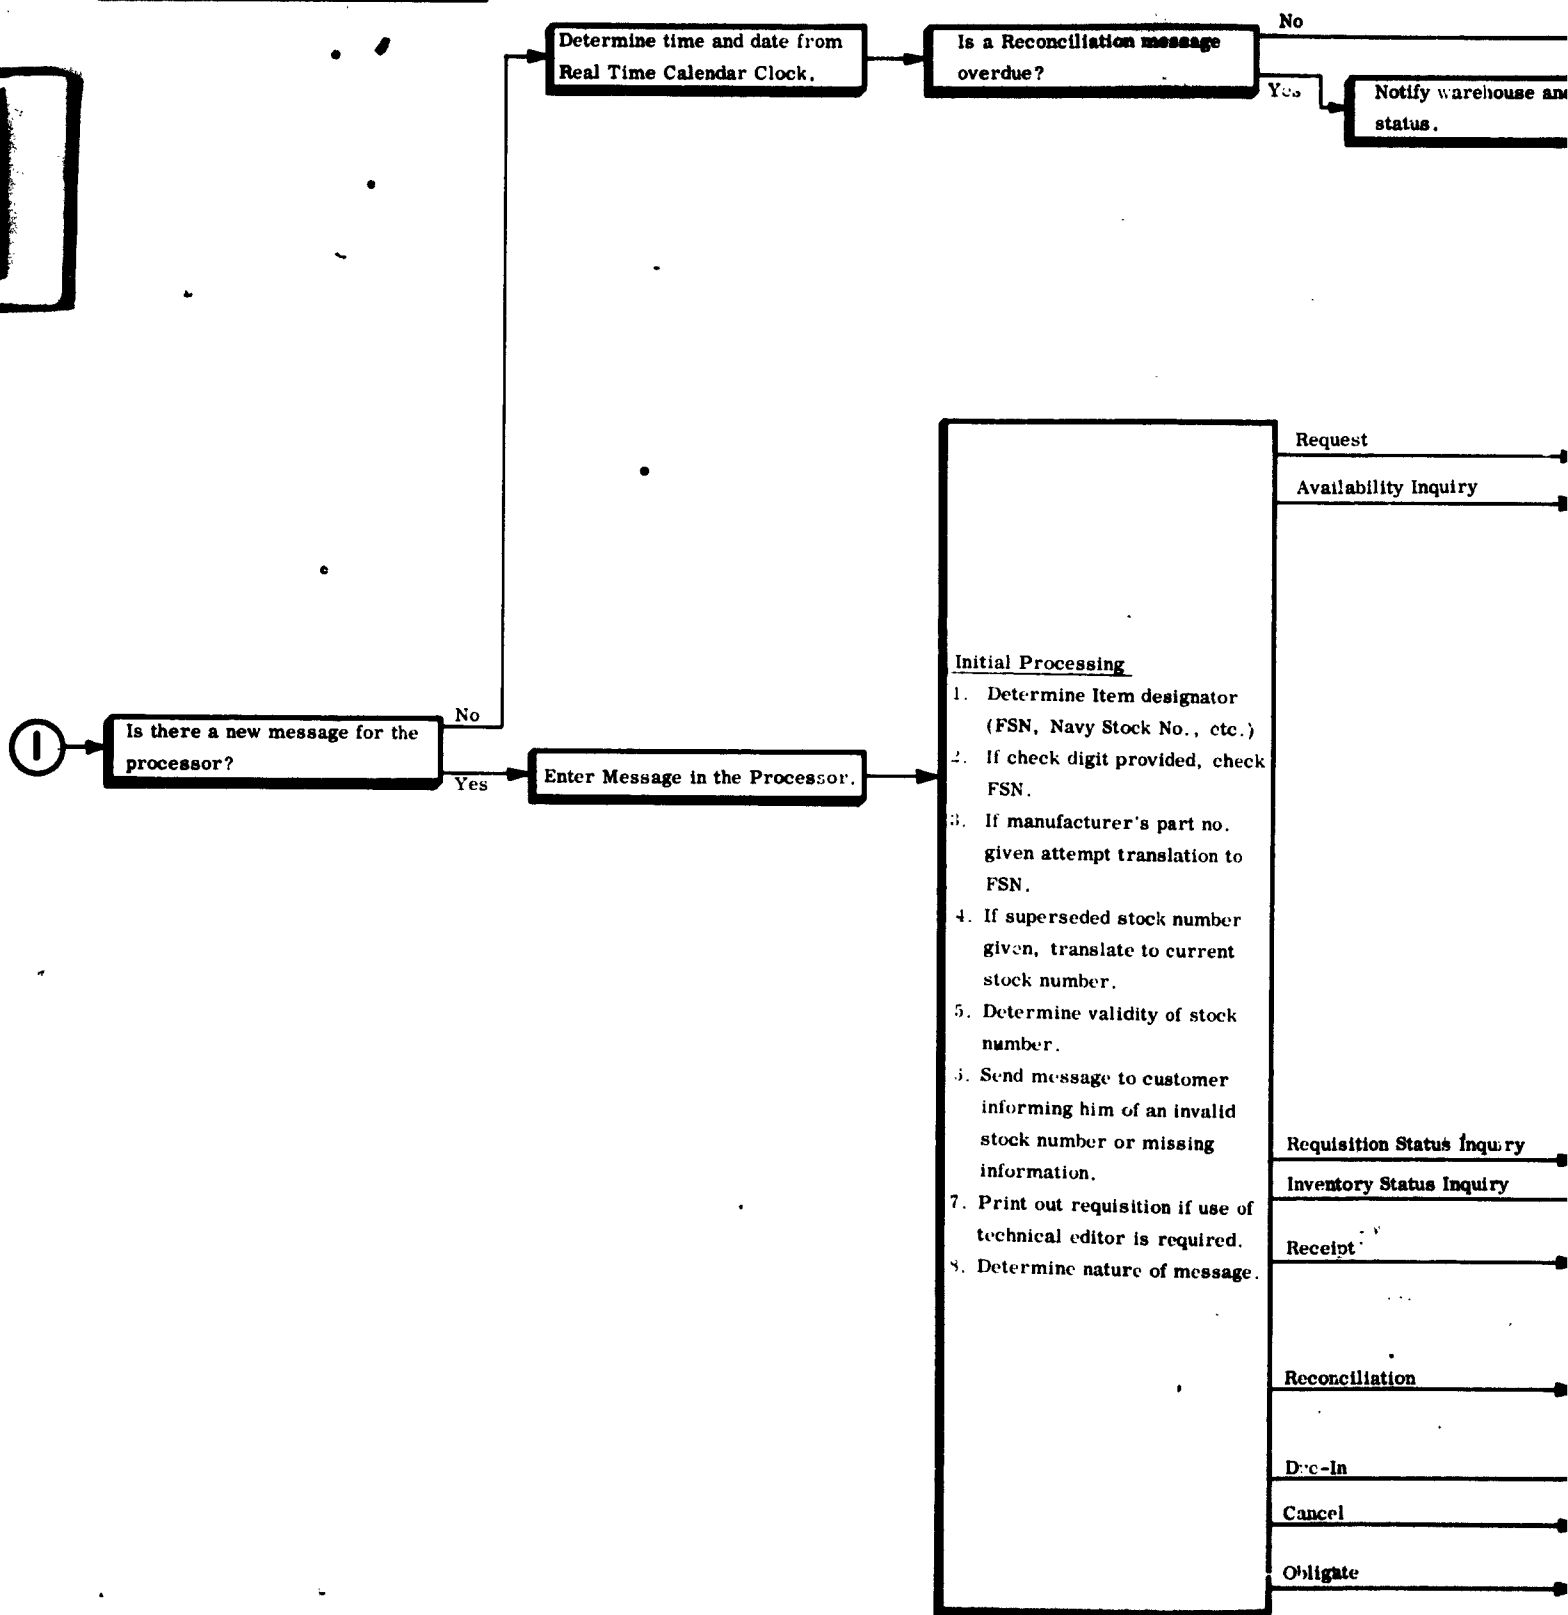 No
Determine time and date from
Real Time Calendar Clock.
Is a Reconciliation message
overdue?
Yes
Notify warehouse and
status.
Request
Availability Inquiry
Initial Processing
1. Determine Item designator
(FSN, Navy Stock No., etc.)
2. If check digit provided, check
FSN.
3. If manufacturer's part no.
given attempt translation to
FSN.
4. If superseded stock number
given, translate to current
stock number.
5. Determine validity of stock
number.
6. Send message to customer
informing him of an invalid
stock number or missing
information.
7. Print out requisition if use of
technical editor is required.
8. Determine nature of message.
1
Is there a new message for the
processor?
No
Yes
Enter Message in the Processor.
Requisition Status Inquiry
Inventory Status Inquiry
Receipt
Reconciliation
Due-In
Cancel
Obligate